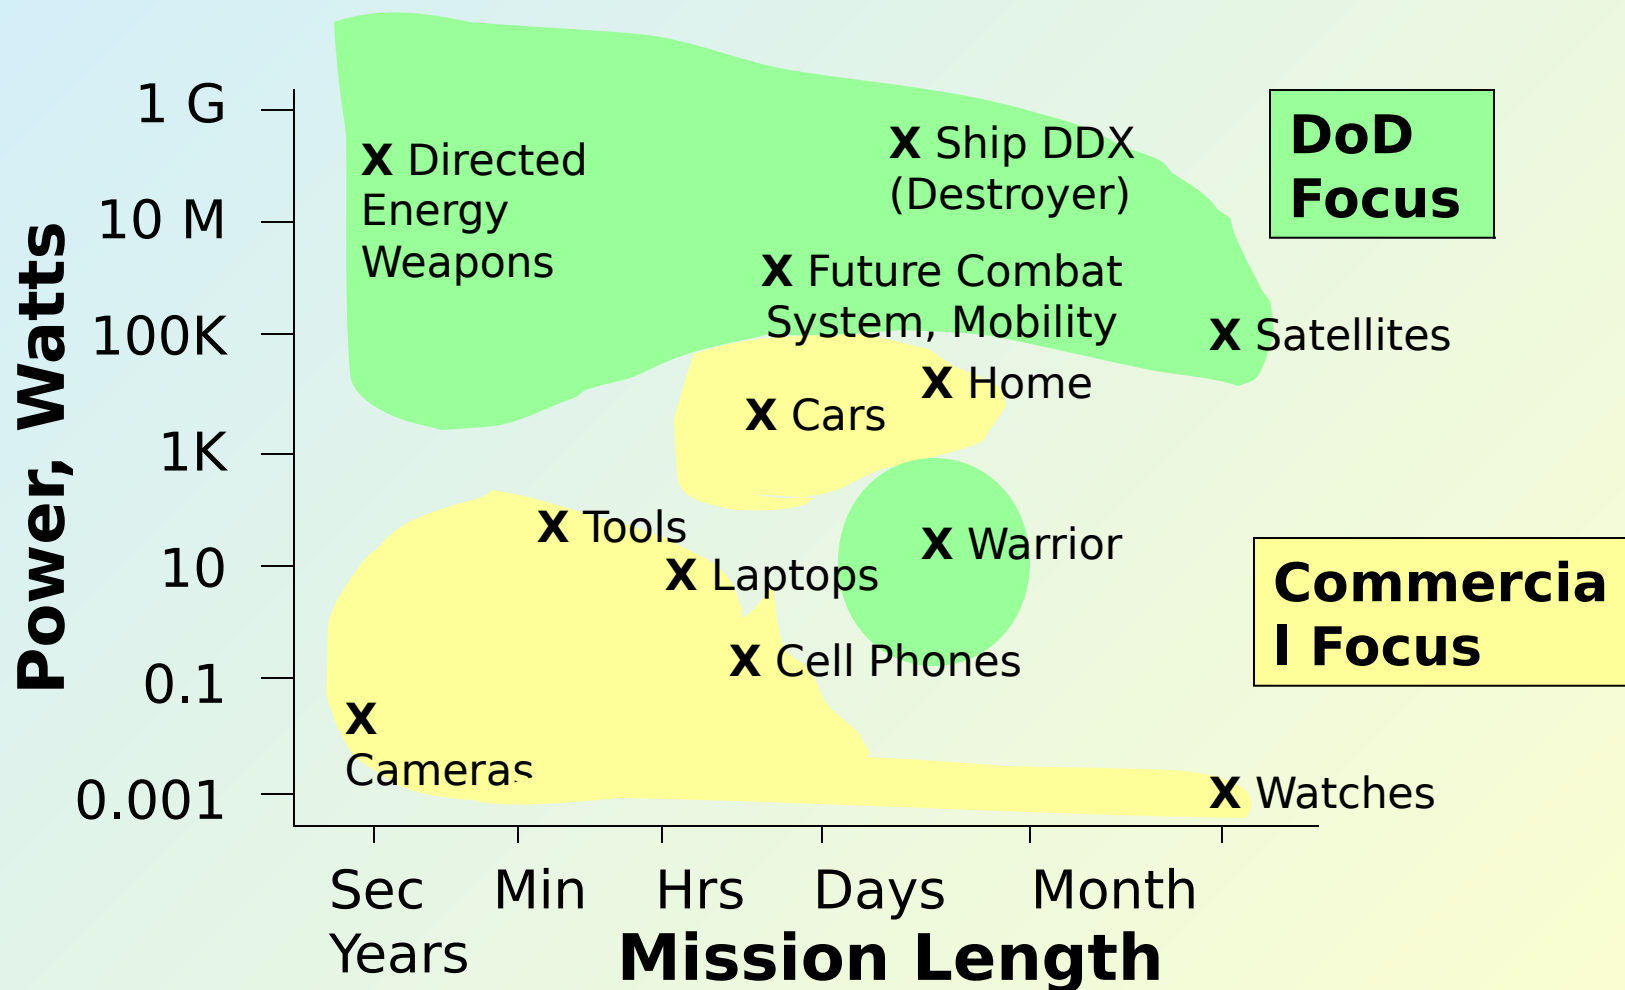 1 G
10 M
100K
1K
10
0.1
0.001
Power, Watts
X Directed
Energy
Weapons
X Ship DDX
(Destroyer)
X Future Combat
System, Mobility
X Satellites
X Home
X Cars
X Tools
X Warrior
X Laptops
X Cell Phones
X
Cameras
X Watches
DoD
Focus
Commercia
l Focus
Sec Min Hrs Days Month
Years
Mission Length